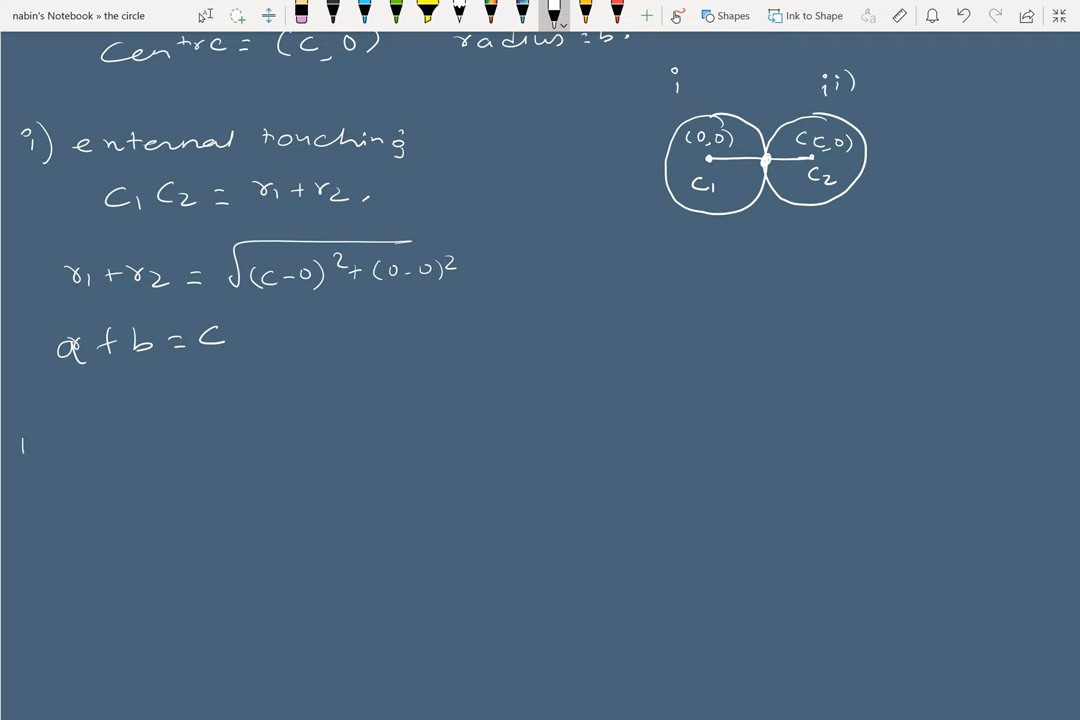 nabin's Notebook » the circle
Shapes
Ink to Shape
Centre = (C, 0) radius = b.
i ii)
i) external touching
(0,0) (C,0)
C1 C2
C1 C2 = r1 + r2.
r1 + r2 = √(C-0)² + (0-0)²
a + b = C